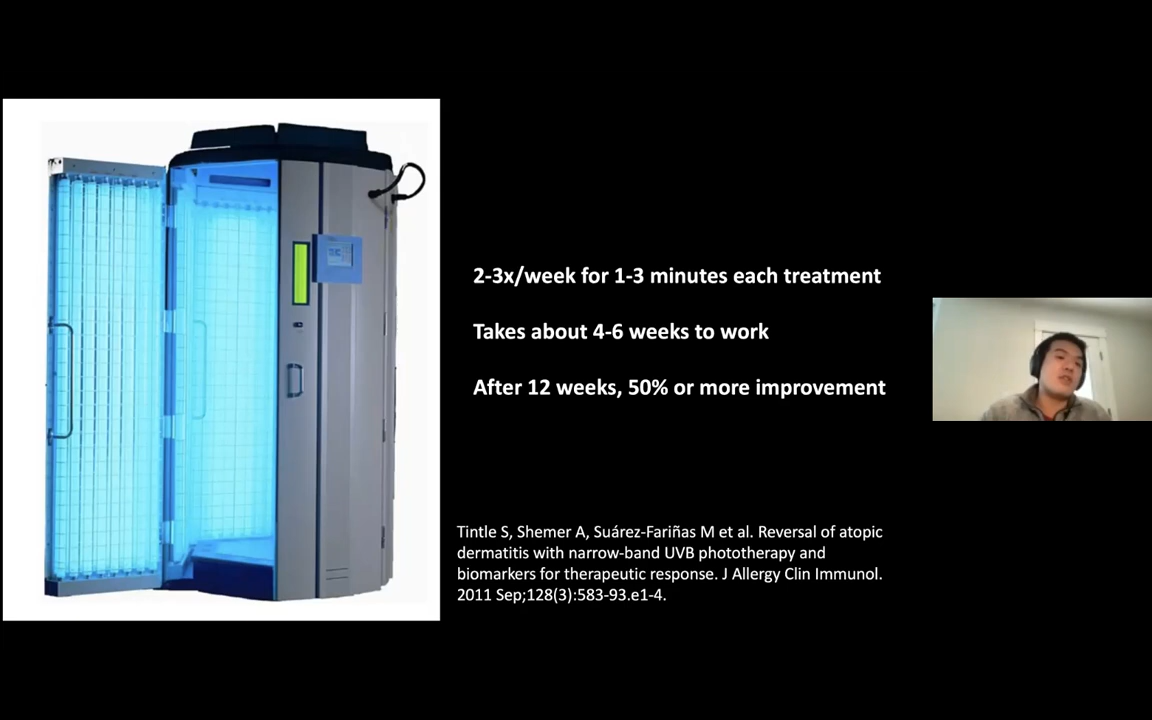 2-3x/week for 1-3 minutes each treatment
Takes about 4-6 weeks to work
After 12 weeks, 50% or more improvement
Tintle S, Shemer A, Suárez-Fariñas M et al. Reversal of atopic
dermatitis with narrow-band UVB phototherapy and
biomarkers for therapeutic response. J Allergy Clin Immunol.
2011 Sep;128(3):583-93.e1-4.